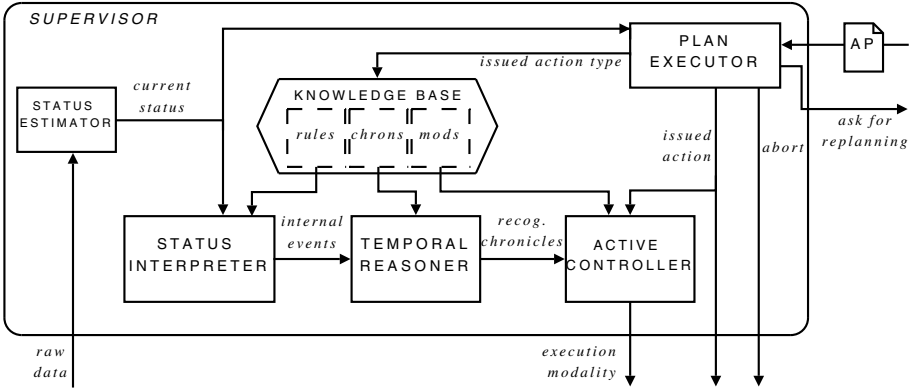 SUPERVISOR
PLAN
EXECUTOR
AP
issued action type
KNOWLEDGE BASE
rules chrons mods
current
status
STATUS
ESTIMATOR
issued
action
abort
ask for
replanning
internal
events
recog.
chronicles
STATUS
INTERPRETER
TEMPORAL
REASONER
ACTIVE
CONTROLLER
raw
data
execution
modality